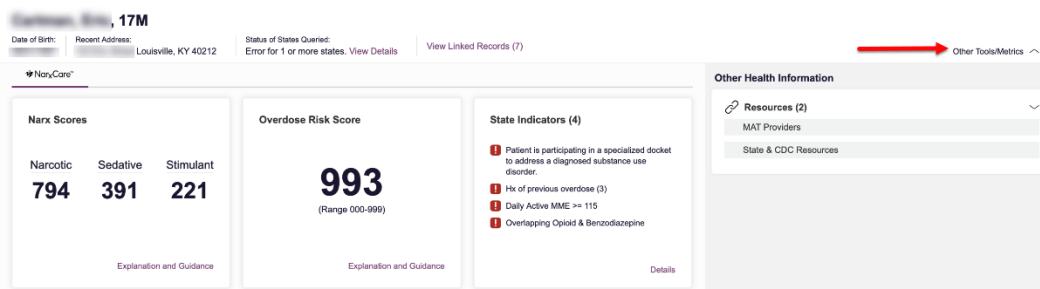 , 17M
Date of Birth:
Recent Address:
Louisville, KY 40212
Status of States Queried:
Error for 1 or more states. View Details
View Linked Records (7)
Other Tools/Metrics
NarxCare™
Narx Scores
Narcotic Sedative Stimulant
794 391 221
Explanation and Guidance
Overdose Risk Score
993
(Range 000-999)
Explanation and Guidance
State Indicators (4)
Patient is participating in a specialized docket
to address a diagnosed substance use
disorder.
Hx of previous overdose (3)
Daily Active MME >= 115
Overlapping Opioid & Benzodiazepine
Details
Other Health Information
Resources (2)
MAT Providers
State & CDC Resources